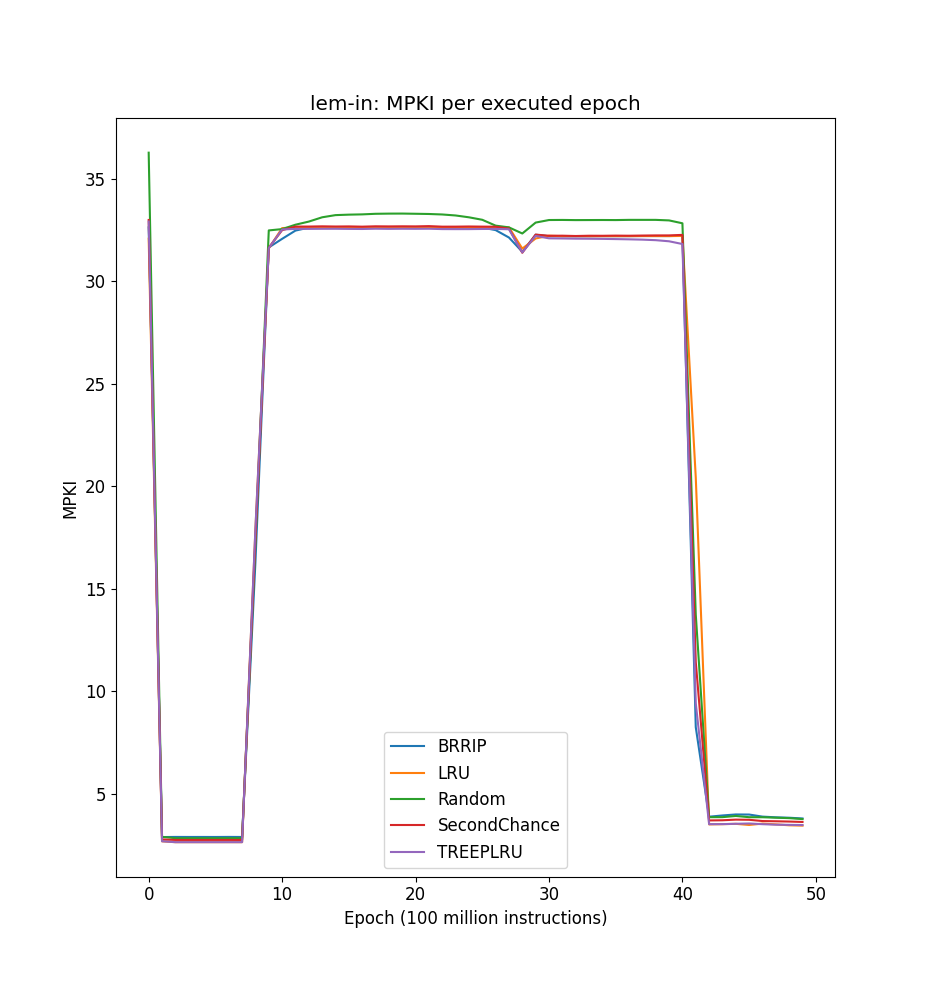 lem-in: MPKI per executed epoch
MPKI
35
30
25
20
15
10
5
BRRIP
LRU
Random
SecondChance
TREEPLRU
0 10 20 30 40 50
Epoch (100 million instructions)